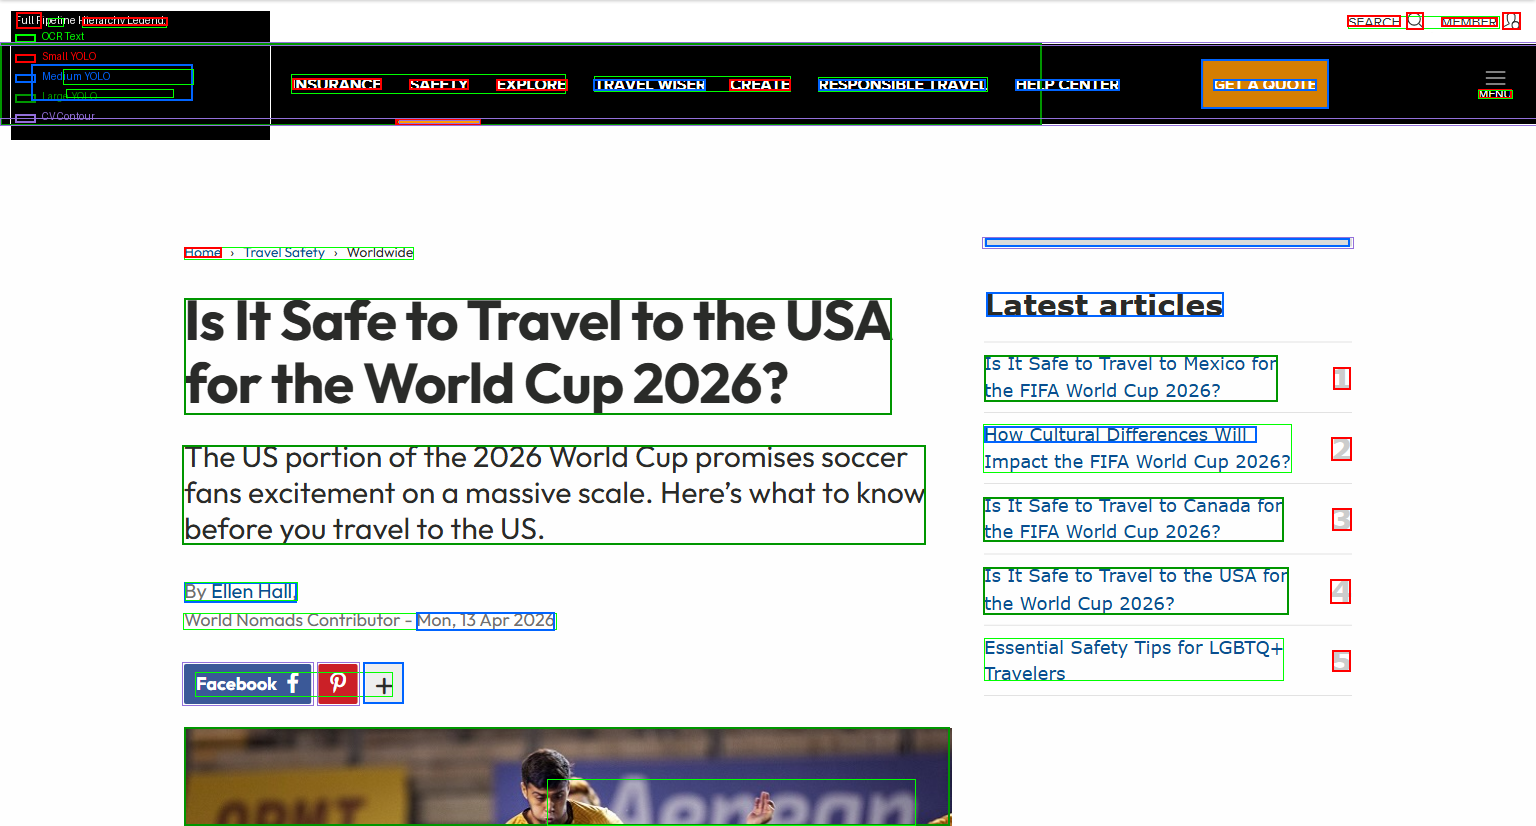 Full Pipeline Hierarchy Legend:
OCR Text
Small YOLO
Medium YOLO
Large YOLO
CV Contour
SEARCH
MEMBER
INSURANCE SAFETY EXPLORE TRAVEL WISER CREATE RESPONSIBLE TRAVEL HELP CENTER GET A QUOTE
MENU
Home › Travel Safety › Worldwide
Is It Safe to Travel to the USA
for the World Cup 2026?
The US portion of the 2026 World Cup promises soccer
fans excitement on a massive scale. Here’s what to know
before you travel to the US.
By Ellen Hall,
World Nomads Contributor - Mon, 13 Apr 2026
Facebook
+
Latest articles
Is It Safe to Travel to Mexico for
the FIFA World Cup 2026?
1
How Cultural Differences Will
Impact the FIFA World Cup 2026?
2
Is It Safe to Travel to Canada for
the FIFA World Cup 2026?
3
Is It Safe to Travel to the USA for
the World Cup 2026?
4
Essential Safety Tips for LGBTQ+
Travelers
5
Aegean